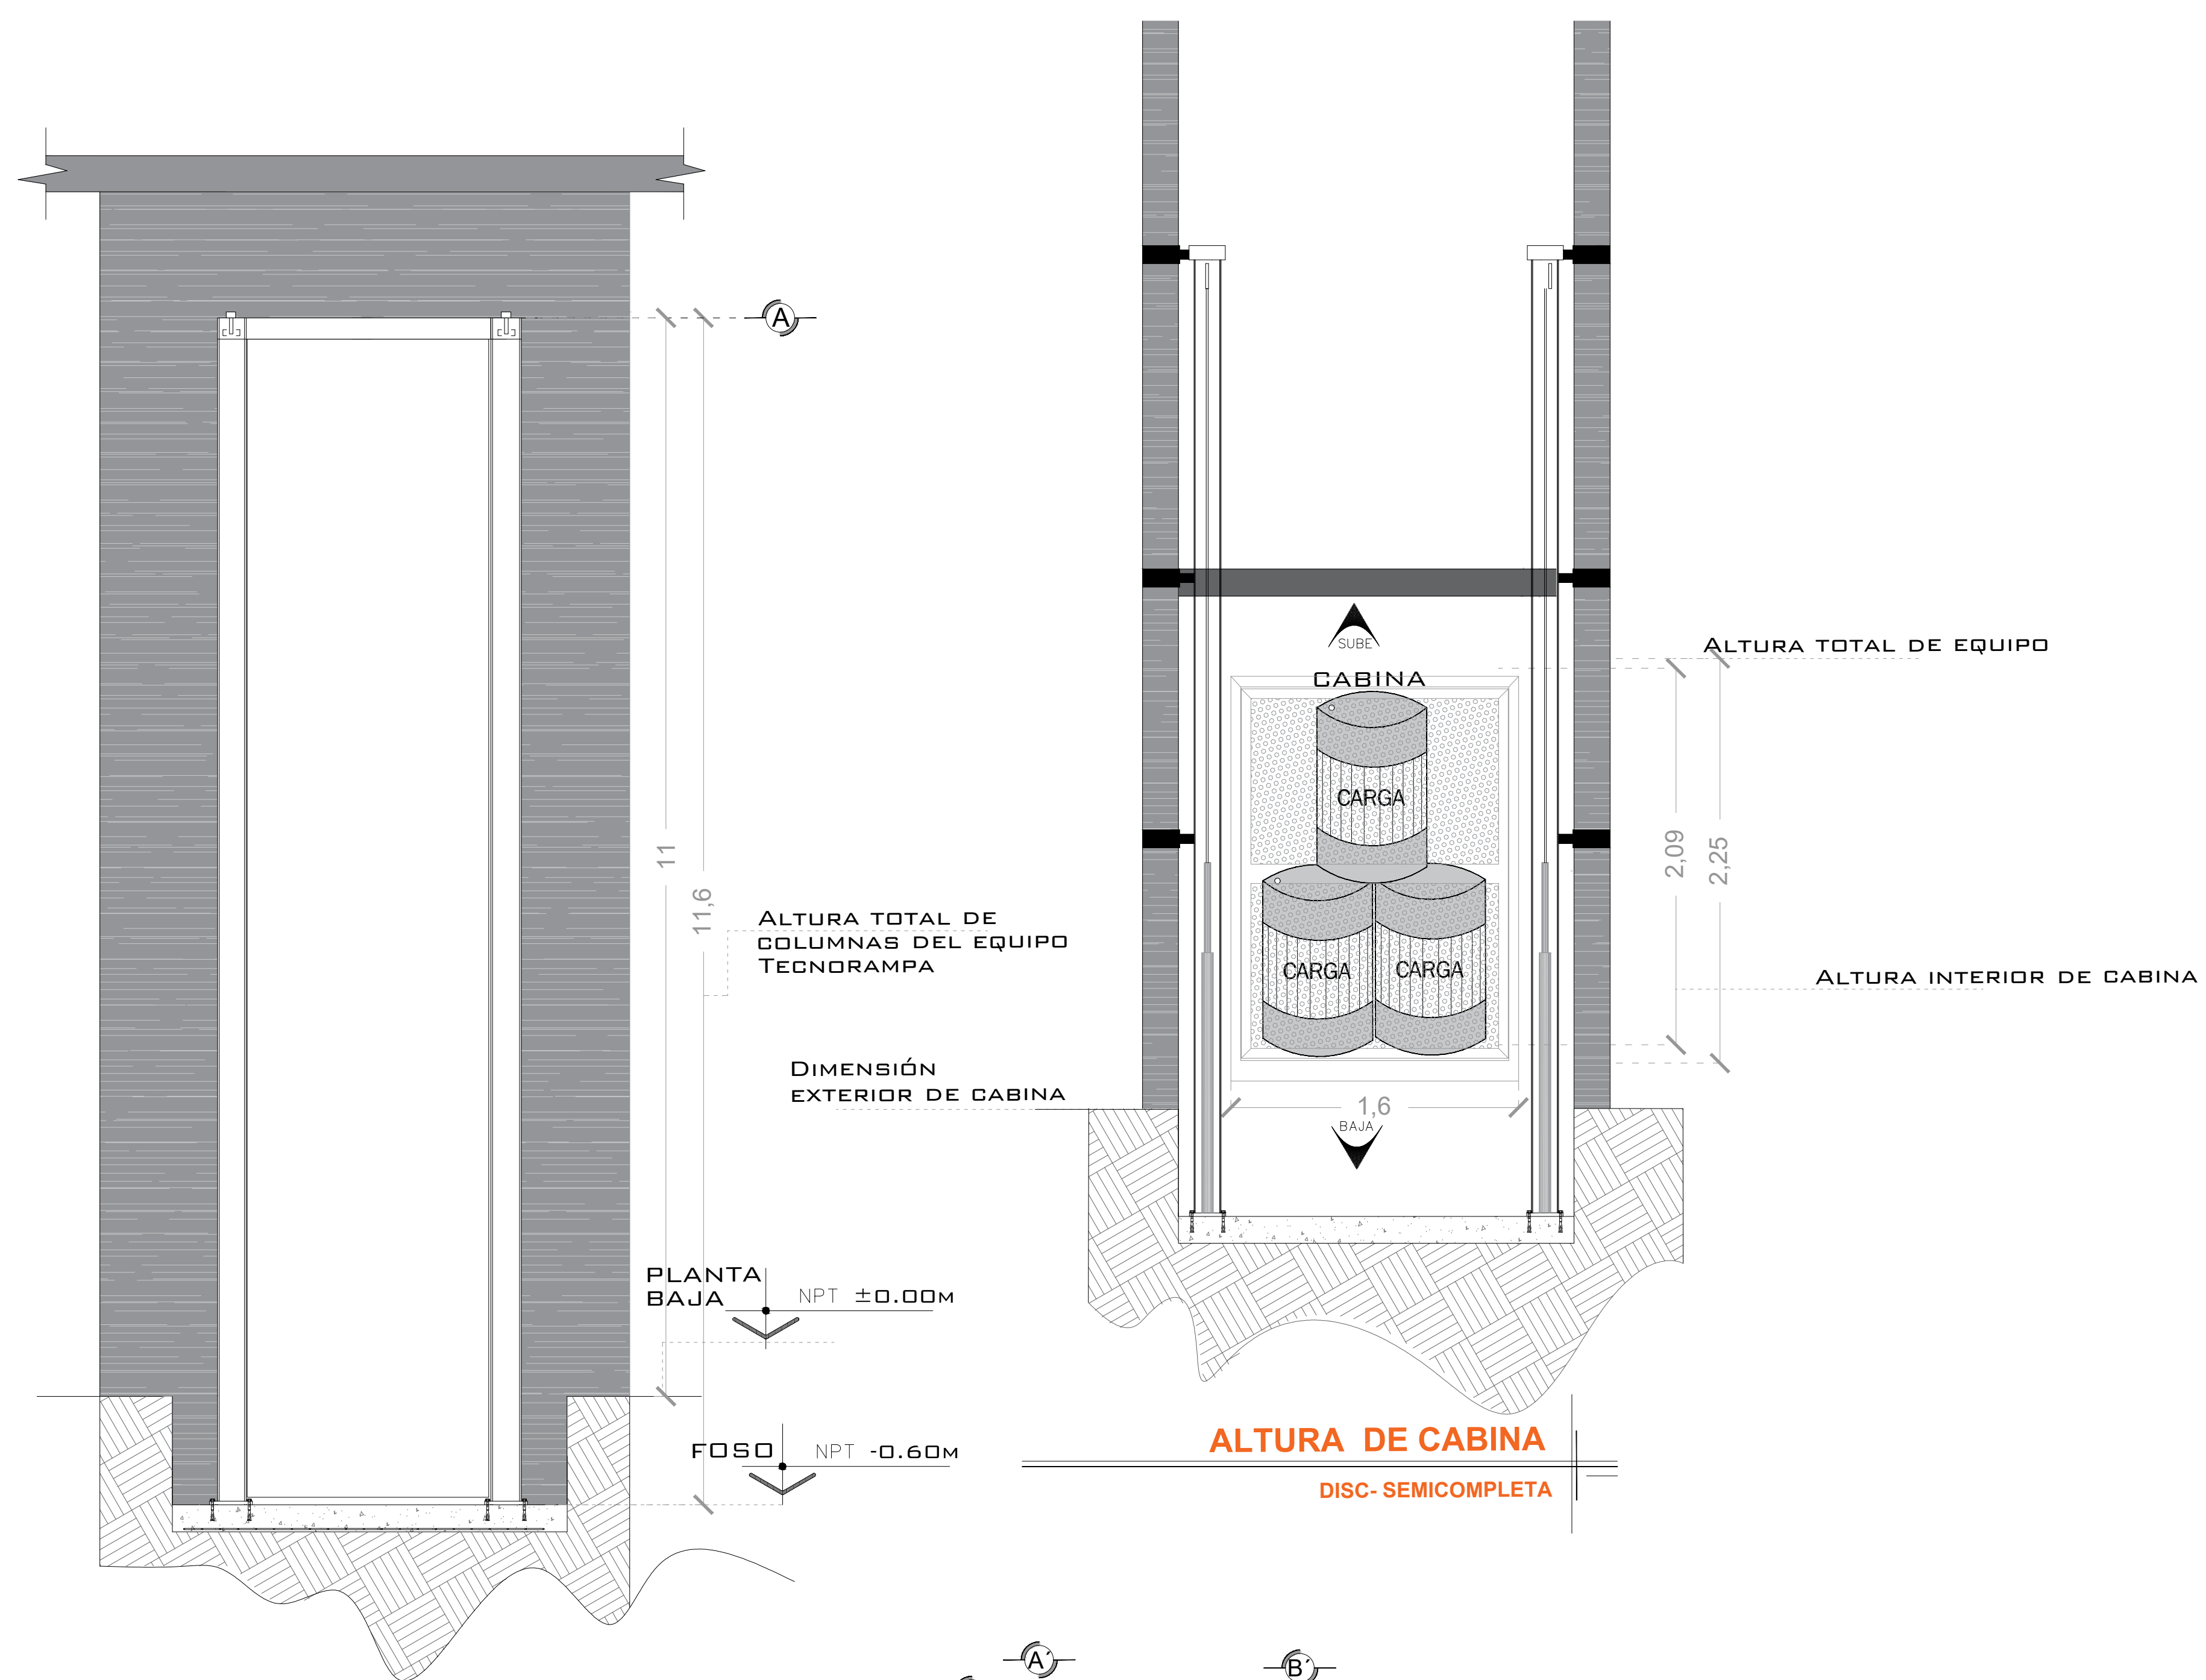 A
11
11,6
ALTURA TOTAL DE
COLUMNAS DEL EQUIPO
TECNORAMPA
DIMENSIÓN
EXTERIOR DE CABINA
PLANTA
BAJA
NPT ±0.00M
FOSO NPT -0.60M
SUBE
CABINA
CARGA
CARGA CARGA
1,6
BAJA
ALTURA TOTAL DE EQUIPO
2,09
2,25
ALTURA INTERIOR DE CABINA
ALTURA DE CABINA
DISC- SEMICOMPLETA
A´
B´